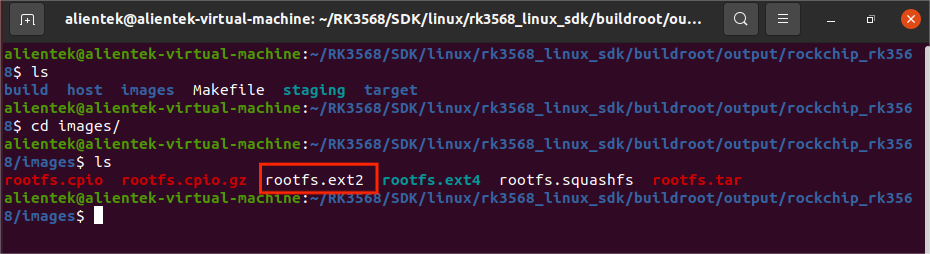 alientek@alientek-virtual-machine: ~/RK3568/SDK/linux/rk3568_linux_sdk/buildroot/ou...
alientek@alientek-virtual-machine:~/RK3568/SDK/linux/rk3568_linux_sdk/buildroot/output/rockchip_rk356
8$ ls
build host images Makefile staging target
alientek@alientek-virtual-machine:~/RK3568/SDK/linux/rk3568_linux_sdk/buildroot/output/rockchip_rk356
8$ cd images/
alientek@alientek-virtual-machine:~/RK3568/SDK/linux/rk3568_linux_sdk/buildroot/output/rockchip_rk356
8/images$ ls
rootfs.cpio rootfs.cpio.gz rootfs.ext2 rootfs.ext4 rootfs.squashfs rootfs.tar
alientek@alientek-virtual-machine:~/RK3568/SDK/linux/rk3568_linux_sdk/buildroot/output/rockchip_rk356
8/images$